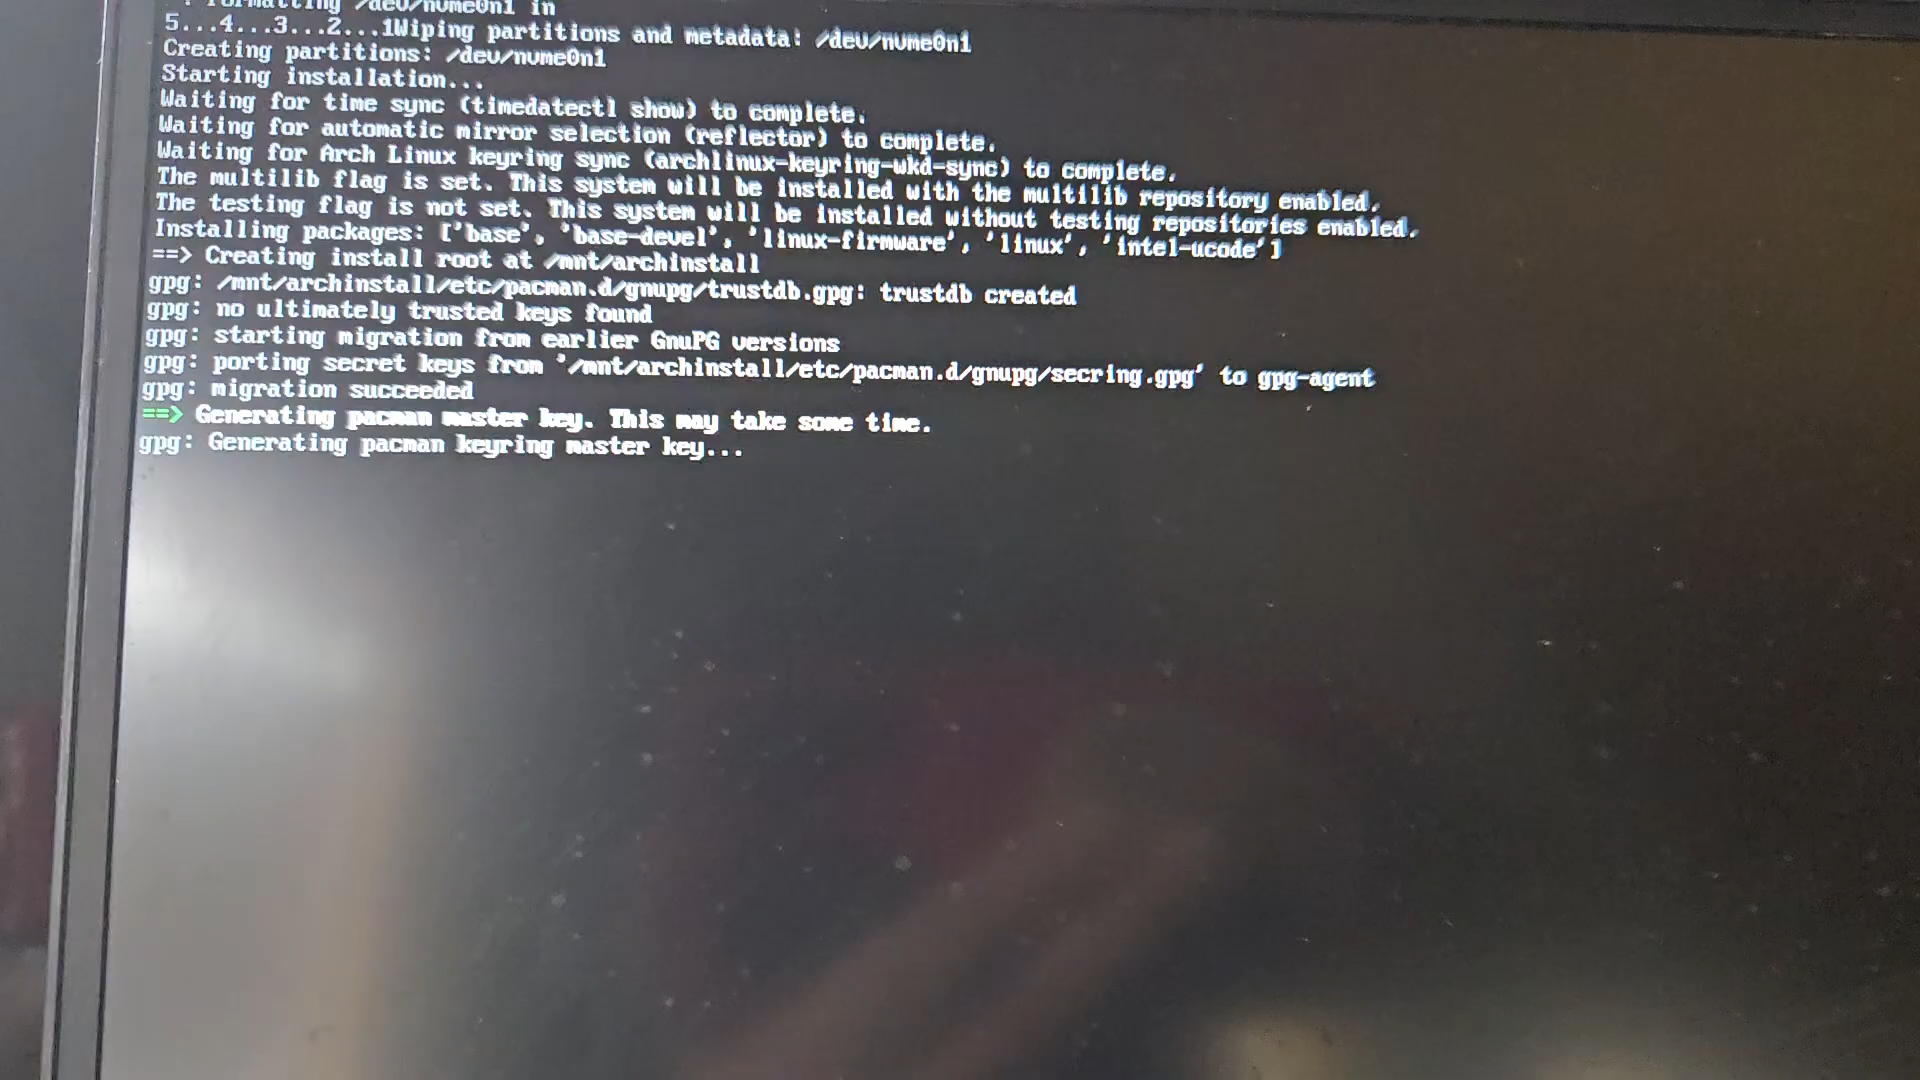 Formatting /dev/nvme0n1 in
5...4...3...2...1Wiping partitions and metadata: /dev/nvme0n1
Creating partitions: /dev/nvme0n1
Starting installation...
Waiting for time sync (timedatectl show) to complete.
Waiting for automatic mirror selection (reflector) to complete.
Waiting for Arch Linux keyring sync (archlinux-keyring-wkd-sync) to complete.
The multilib flag is set. This system will be installed with the multilib repository enabled.
The testing flag is not set. This system will be installed without testing repositories enabled.
Installing packages: ['base', 'base-devel', 'linux-firmware', 'linux', 'intel-ucode']
==> Creating install root at /mnt/archinstall
gpg: /mnt/archinstall/etc/pacman.d/gnupg/trustdb.gpg: trustdb created
gpg: no ultimately trusted keys found
gpg: starting migration from earlier GnuPG versions
gpg: porting secret keys from '/mnt/archinstall/etc/pacman.d/gnupg/secring.gpg' to gpg-agent
gpg: migration succeeded
==> Generating pacman master key. This may take some time.
gpg: Generating pacman keyring master key...